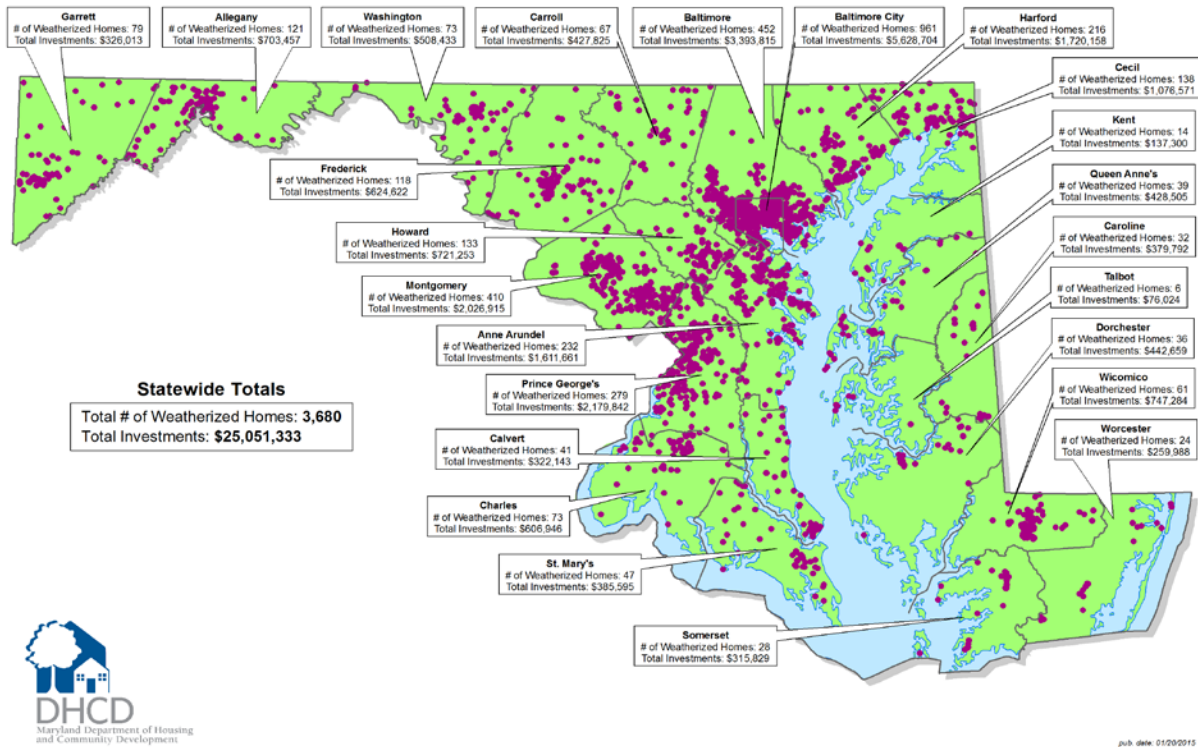 Garrett
# of Weatherized Homes: 79
Total Investments: $326,013
Allegany
# of Weatherized Homes: 121
Total Investments: $703,457
Washington
# of Weatherized Homes: 73
Total Investments: $508,433
Carroll
# of Weatherized Homes: 67
Total Investments: $427,825
Baltimore
# of Weatherized Homes: 452
Total Investments: $3,393,815
Baltimore City
# of Weatherized Homes: 961
Total Investments: $5,628,704
Harford
# of Weatherized Homes: 216
Total Investments: $1,720,158
Cecil
# of Weatherized Homes: 138
Total Investments: $1,076,571
Kent
# of Weatherized Homes: 14
Total Investments: $137,300
Queen Anne's
# of Weatherized Homes: 39
Total Investments: $428,505
Caroline
# of Weatherized Homes: 32
Total Investments: $379,792
Talbot
# of Weatherized Homes: 6
Total Investments: $76,024
Dorchester
# of Weatherized Homes: 36
Total Investments: $442,659
Wicomico
# of Weatherized Homes: 61
Total Investments: $747,284
Worcester
# of Weatherized Homes: 24
Total Investments: $259,988
Frederick
# of Weatherized Homes: 118
Total Investments: $624,622
Howard
# of Weatherized Homes: 133
Total Investments: $721,253
Montgomery
# of Weatherized Homes: 410
Total Investments: $2,026,915
Anne Arundel
# of Weatherized Homes: 232
Total Investments: $1,611,661
Prince George's
# of Weatherized Homes: 279
Total Investments: $2,179,842
Calvert
# of Weatherized Homes: 41
Total Investments: $322,143
Charles
# of Weatherized Homes: 73
Total Investments: $606,946
St. Mary's
# of Weatherized Homes: 47
Total Investments: $385,595
Somerset
# of Weatherized Homes: 28
Total Investments: $315,829
Statewide Totals
Total # of Weatherized Homes: 3,680
Total Investments: $25,051,333
DHCD
Maryland Department of Housing
and Community Development
pub. date: 01/20/2015